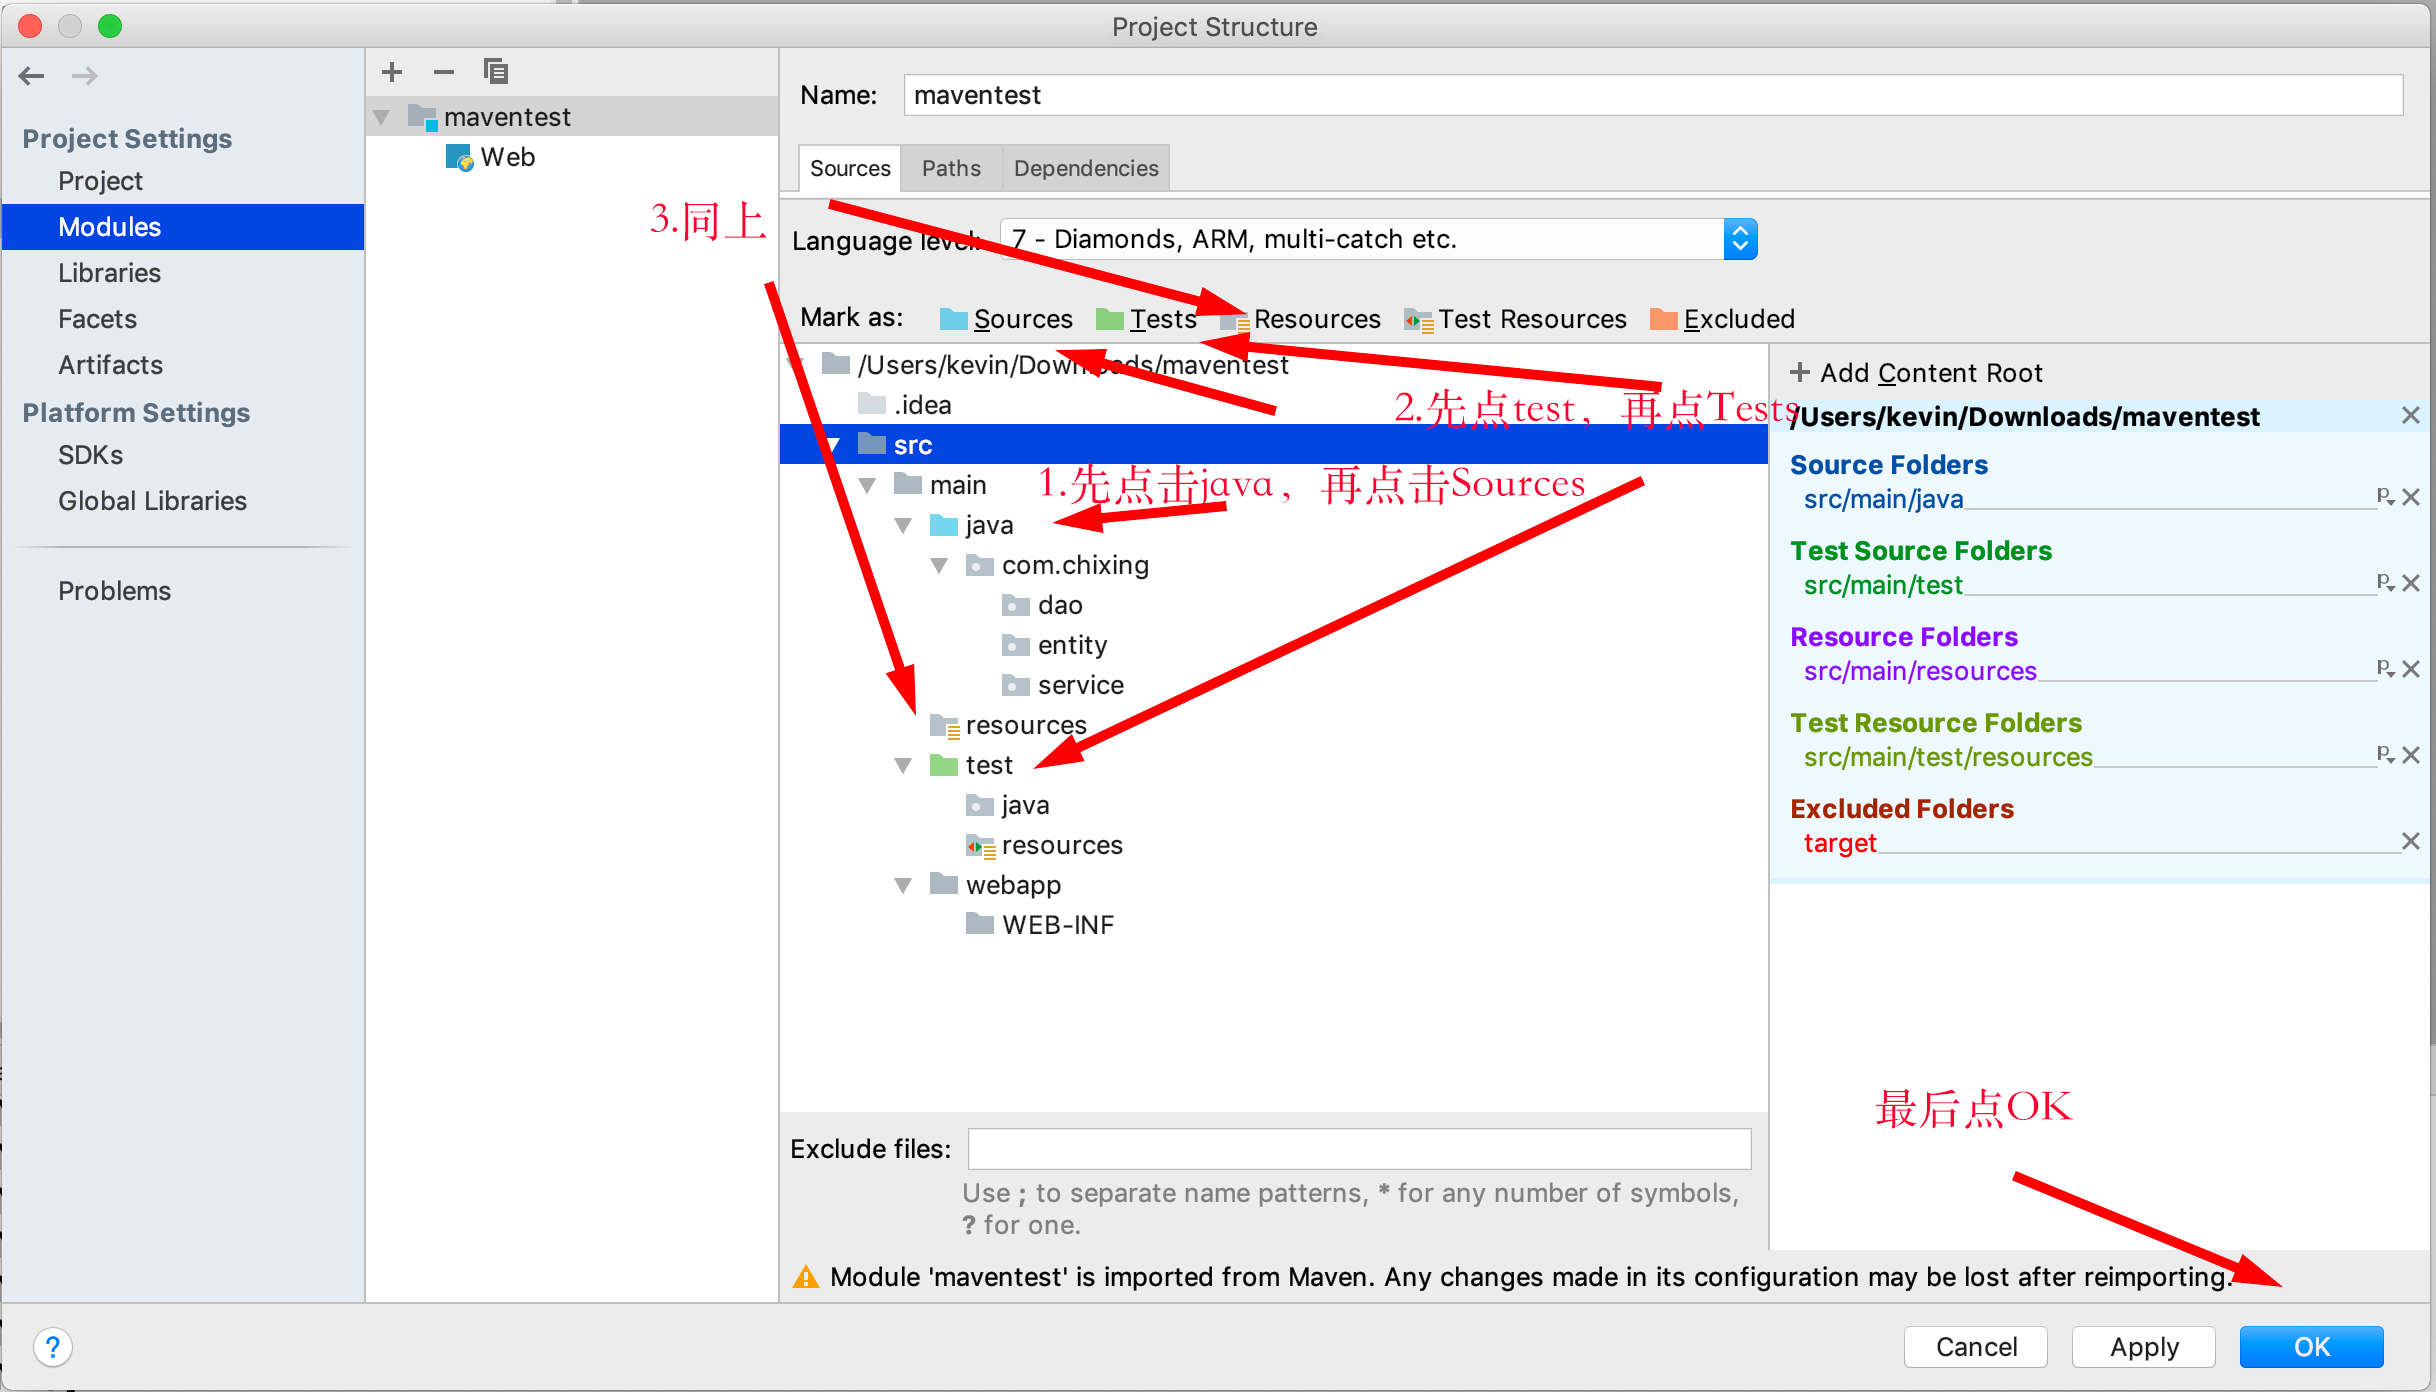 Project Structure
Project Settings
Project
Modules
Libraries
Facets
Artifacts
Platform Settings
SDKs
Global Libraries
Problems
maventest
Web
Name: maventest
Sources Paths Dependencies
3.同上
Language level: 7 - Diamonds, ARM, multi-catch etc.
Mark as: Sources Tests Resources Test Resources Excluded
/Users/kevin/Downloads/maventest
.idea
2.先点test，再点Tests
src
main
1.先点击java，再点击Sources
java
com.chixing
dao
entity
service
resources
test
java
resources
webapp
WEB-INF
+ Add Content Root
/Users/kevin/Downloads/maventest
Source Folders
src/main/java
Test Source Folders
src/main/test
Resource Folders
src/main/resources
Test Resource Folders
src/main/test/resources
Excluded Folders
target
最后点OK
Exclude files:
Use ; to separate name patterns, * for any number of symbols,
? for one.
Module 'maventest' is imported from Maven. Any changes made in its configuration may be lost after reimporting.
? Cancel Apply OK